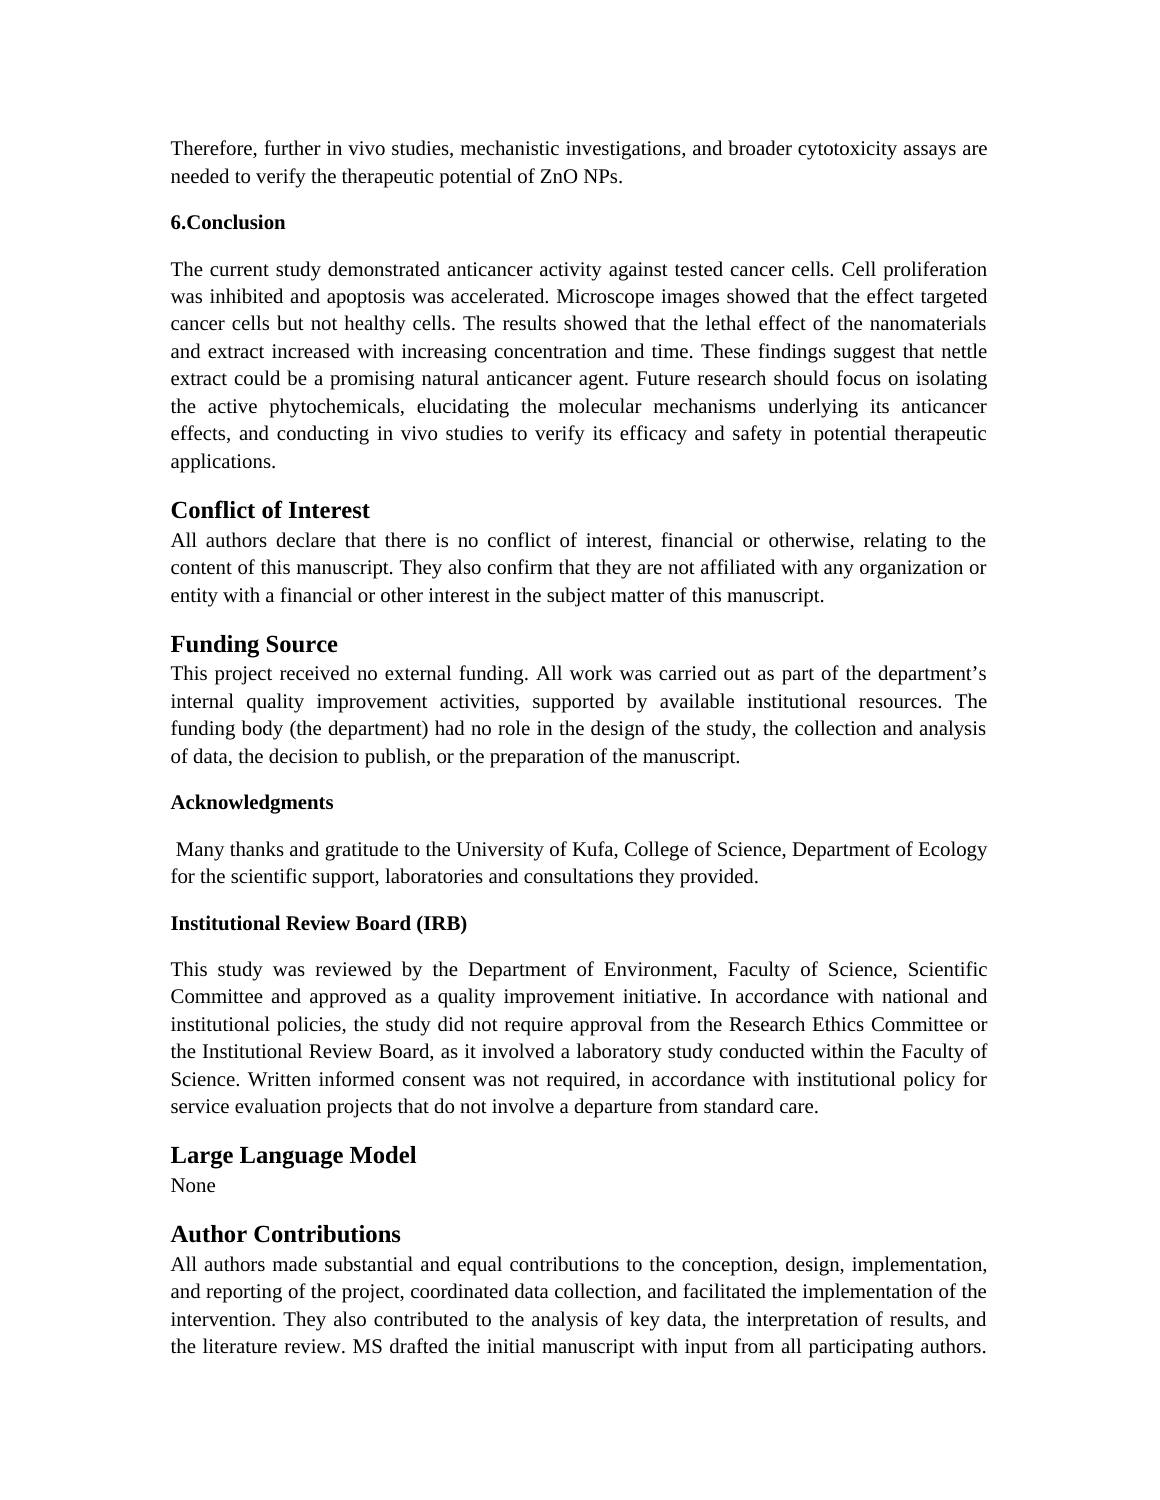 Therefore, further in vivo studies, mechanistic investigations, and broader cytotoxicity assays are
needed to verify the therapeutic potential of ZnO NPs.
6.Conclusion
The current study demonstrated anticancer activity against tested cancer cells. Cell proliferation
was inhibited and apoptosis was accelerated. Microscope images showed that the effect targeted
cancer cells but not healthy cells. The results showed that the lethal effect of the nanomaterials
and extract increased with increasing concentration and time. These findings suggest that nettle
extract could be a promising natural anticancer agent. Future research should focus on isolating
the active phytochemicals, elucidating the molecular mechanisms underlying its anticancer
effects, and conducting in vivo studies to verify its efficacy and safety in potential therapeutic
applications.
Conflict of Interest
All authors declare that there is no conflict of interest, financial or otherwise, relating to the
content of this manuscript. They also confirm that they are not affiliated with any organization or
entity with a financial or other interest in the subject matter of this manuscript.
Funding Source
This project received no external funding. All work was carried out as part of the department’s
internal quality improvement activities, supported by available institutional resources. The
funding body (the department) had no role in the design of the study, the collection and analysis
of data, the decision to publish, or the preparation of the manuscript.
Acknowledgments
Many thanks and gratitude to the University of Kufa, College of Science, Department of Ecology
for the scientific support, laboratories and consultations they provided.
Institutional Review Board (IRB)
This study was reviewed by the Department of Environment, Faculty of Science, Scientific
Committee and approved as a quality improvement initiative. In accordance with national and
institutional policies, the study did not require approval from the Research Ethics Committee or
the Institutional Review Board, as it involved a laboratory study conducted within the Faculty of
Science. Written informed consent was not required, in accordance with institutional policy for
service evaluation projects that do not involve a departure from standard care.
Large Language Model
None
Author Contributions
All authors made substantial and equal contributions to the conception, design, implementation,
and reporting of the project, coordinated data collection, and facilitated the implementation of the
intervention. They also contributed to the analysis of key data, the interpretation of results, and
the literature review. MS drafted the initial manuscript with input from all participating authors.